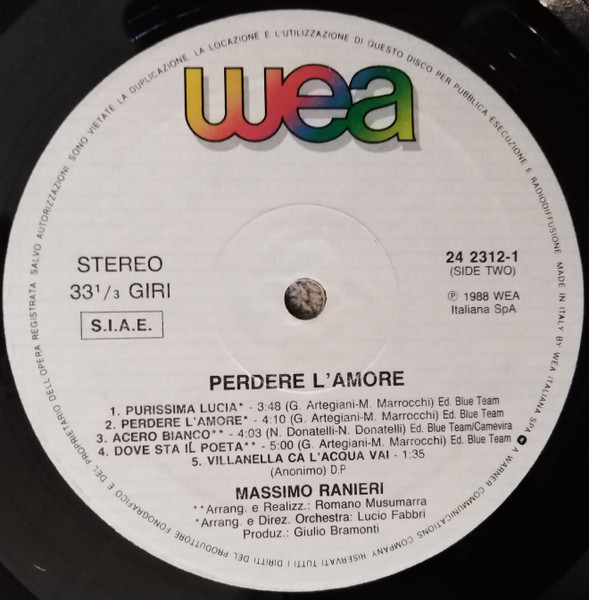 SONO VIETATE LA DUPLICAZIONE, LA LOCAZIONE E L'UTILIZZAZIONE DI QUESTO DISCO PER PUBBLICA ESECUZIONE E RADIODIFFUSIONE MADE IN ITALY BY WEA ITALIANA SPA
A WARNER COMMUNICATIONS COMPANY RISERVATI TUTTI I DIRITTI DEL PRODUTTORE FONOGRAFICO E DEL PROPRIETARIO DELL'OPERA REGISTRATA SALVO AUTORIZZAZIONI
wea
STEREO
33¹/₃ GIRI
S.I.A.E.
24 2312-1
(SIDE TWO)
℗ 1988 WEA
Italiana SpA
PERDERE L'AMORE
1. PURISSIMA LUCIA* - 3:48 (G. Artegiani-M. Marrocchi) Ed. Blue Team
2. PERDERE L'AMORE* - 4:10 (G. Artegiani-M. Marrocchi) Ed. Blue Team
3. ACERO BIANCO** - 4:03 (N. Donatelli-N. Donatelli) Ed. Blue Team/Camevira
4. DOVE STA IL POETA** - 5:00 (G. Artegiani-M. Marrocchi) Ed. Blue Team
5. VILLANELLA CA L'ACQUA VAI - 1:35
(Anonimo) D.P
MASSIMO RANIERI
**Arrang. e Realizz.: Romano Musumarra
*Arrang. e Direz. Orchestra: Lucio Fabbri
Produz.: Giulio Bramonti